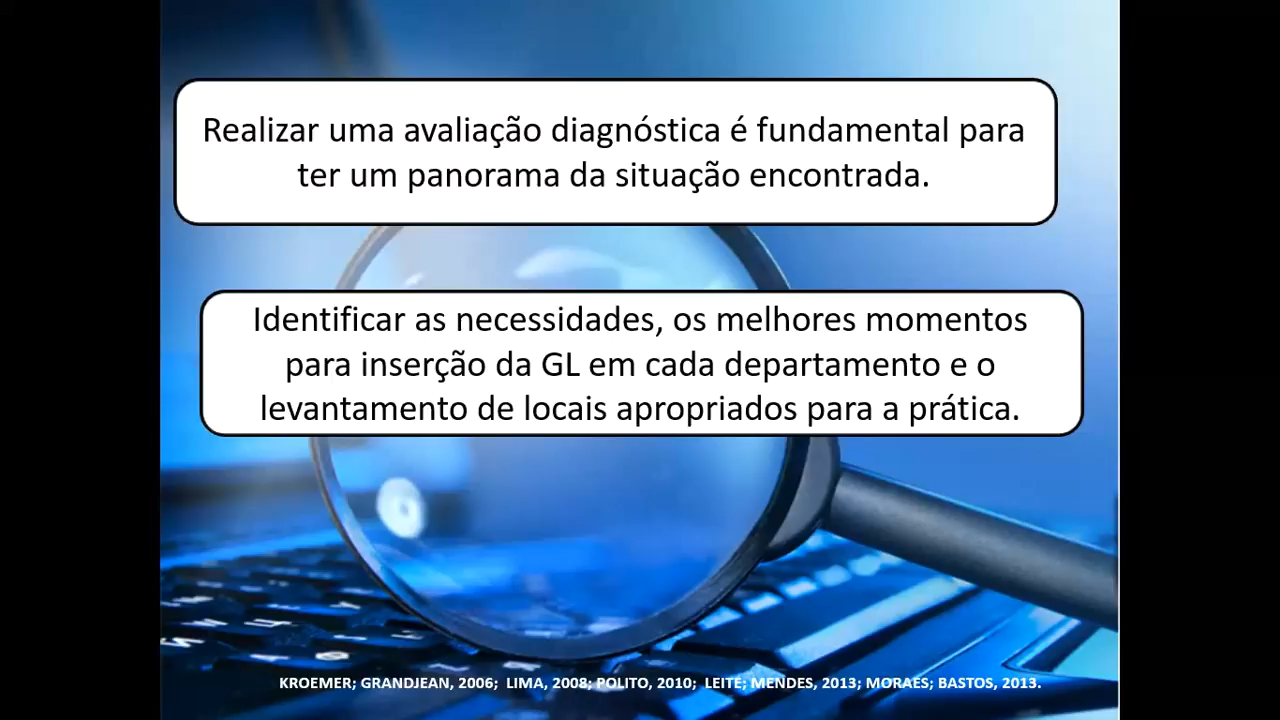 Realizar uma avaliação diagnóstica é fundamental para
ter um panorama da situação encontrada.
Identificar as necessidades, os melhores momentos
para inserção da GL em cada departamento e o
levantamento de locais apropriados para a prática.
KROEMER; GRANDJEAN, 2006;  LIMA, 2008; POLITO, 2010;  LEITE; MENDES, 2013; MORAES; BASTOS, 2013.